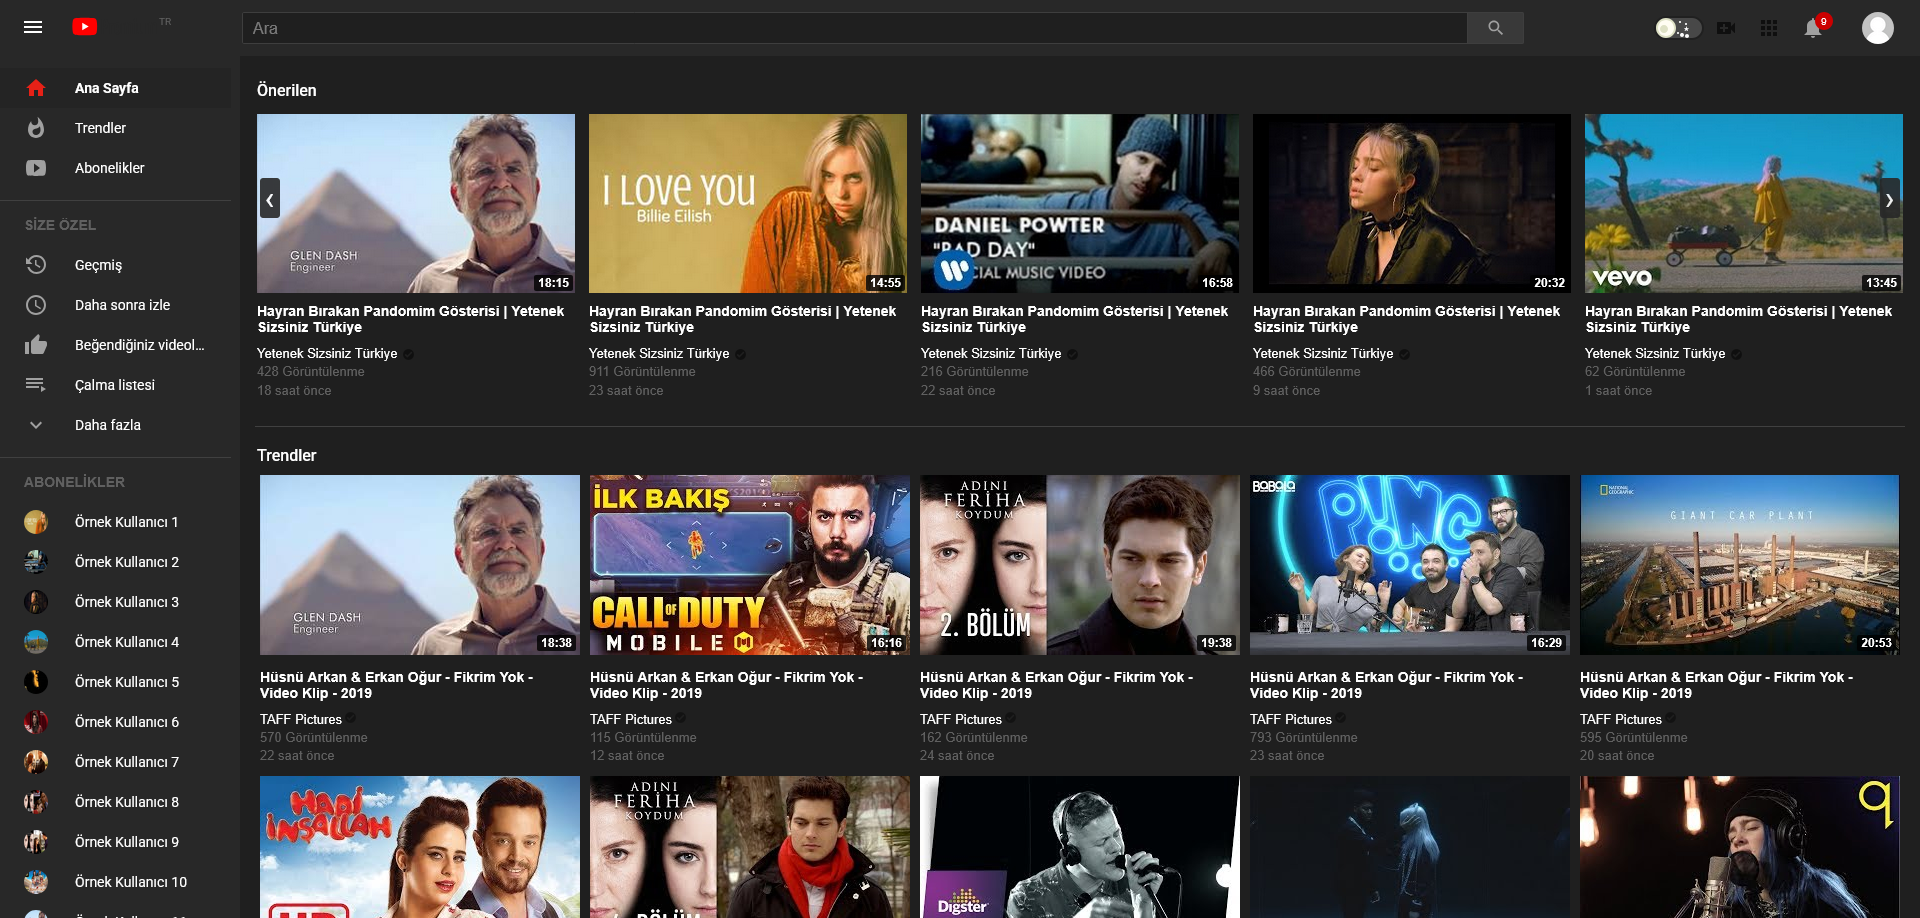 TR
Ara
9
Ana Sayfa
Trendler
Abonelikler
SİZE ÖZEL
Geçmiş
Daha sonra izle
Beğendiğiniz videol...
Çalma listesi
Daha fazla
ABONELİKLER
Örnek Kullanıcı 1
Örnek Kullanıcı 2
Örnek Kullanıcı 3
Örnek Kullanıcı 4
Örnek Kullanıcı 5
Örnek Kullanıcı 6
Örnek Kullanıcı 7
Örnek Kullanıcı 8
Örnek Kullanıcı 9
Örnek Kullanıcı 10
Önerilen
GLEN DASH
Engineer
18:15
Hayran Bırakan Pandomim Gösterisi | Yetenek
Sizsiniz Türkiye
Yetenek Sizsiniz Türkiye
428 Görüntülenme
18 saat önce
I LOVE YOU
Billie Eilish
14:55
Hayran Bırakan Pandomim Gösterisi | Yetenek
Sizsiniz Türkiye
Yetenek Sizsiniz Türkiye
911 Görüntülenme
23 saat önce
DANIEL POWTER
"BAD DAY"
CIAL MUSIC VIDEO
16:58
Hayran Bırakan Pandomim Gösterisi | Yetenek
Sizsiniz Türkiye
Yetenek Sizsiniz Türkiye
216 Görüntülenme
22 saat önce
20:32
Hayran Bırakan Pandomim Gösterisi | Yetenek
Sizsiniz Türkiye
Yetenek Sizsiniz Türkiye
466 Görüntülenme
9 saat önce
vevo
13:45
Hayran Bırakan Pandomim Gösterisi | Yetenek
Sizsiniz Türkiye
Yetenek Sizsiniz Türkiye
62 Görüntülenme
1 saat önce
Trendler
GLEN DASH
Engineer
18:38
Hüsnü Arkan & Erkan Oğur - Fikrim Yok -
Video Klip - 2019
TAFF Pictures
570 Görüntülenme
22 saat önce
İLK BAKIŞ
CALL OF DUTY
MOBILE
16:16
Hüsnü Arkan & Erkan Oğur - Fikrim Yok -
Video Klip - 2019
TAFF Pictures
115 Görüntülenme
12 saat önce
ADINI
FERİHA
KOYDUM
2. BÖLÜM
19:38
Hüsnü Arkan & Erkan Oğur - Fikrim Yok -
Video Klip - 2019
TAFF Pictures
162 Görüntülenme
24 saat önce
BABALA
PINC
16:29
Hüsnü Arkan & Erkan Oğur - Fikrim Yok -
Video Klip - 2019
TAFF Pictures
793 Görüntülenme
23 saat önce
NATIONAL
GEOGRAPHIC
GIANT CAR PLANT
20:53
Hüsnü Arkan & Erkan Oğur - Fikrim Yok -
Video Klip - 2019
TAFF Pictures
595 Görüntülenme
20 saat önce
HADİ
İNŞALLAH
ADINI
FERİHA
KOYDUM
Digster
q